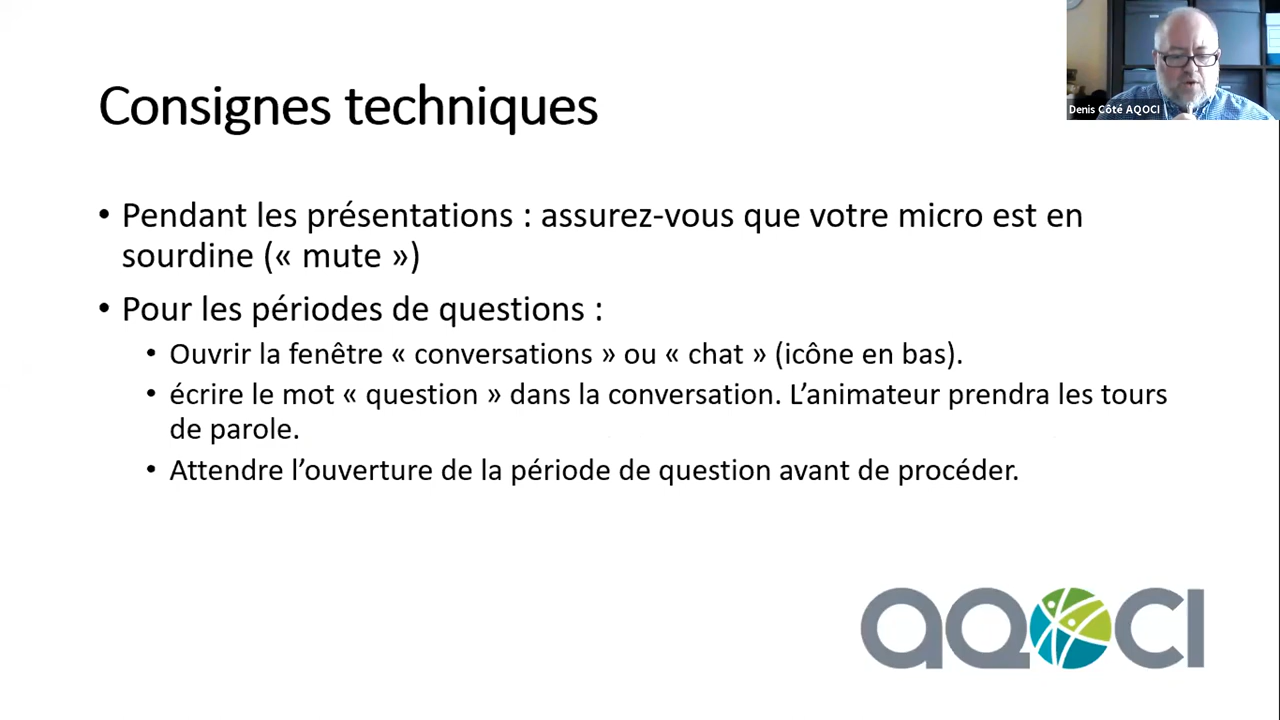 Consignes techniques
Denis Côté AQOCI
• Pendant les présentations : assurez-vous que votre micro est en
sourdine (« mute »)
• Pour les périodes de questions :
• Ouvrir la fenêtre « conversations » ou « chat » (icône en bas).
• écrire le mot « question » dans la conversation. L’animateur prendra les tours
de parole.
• Attendre l’ouverture de la période de question avant de procéder.
AQOCI